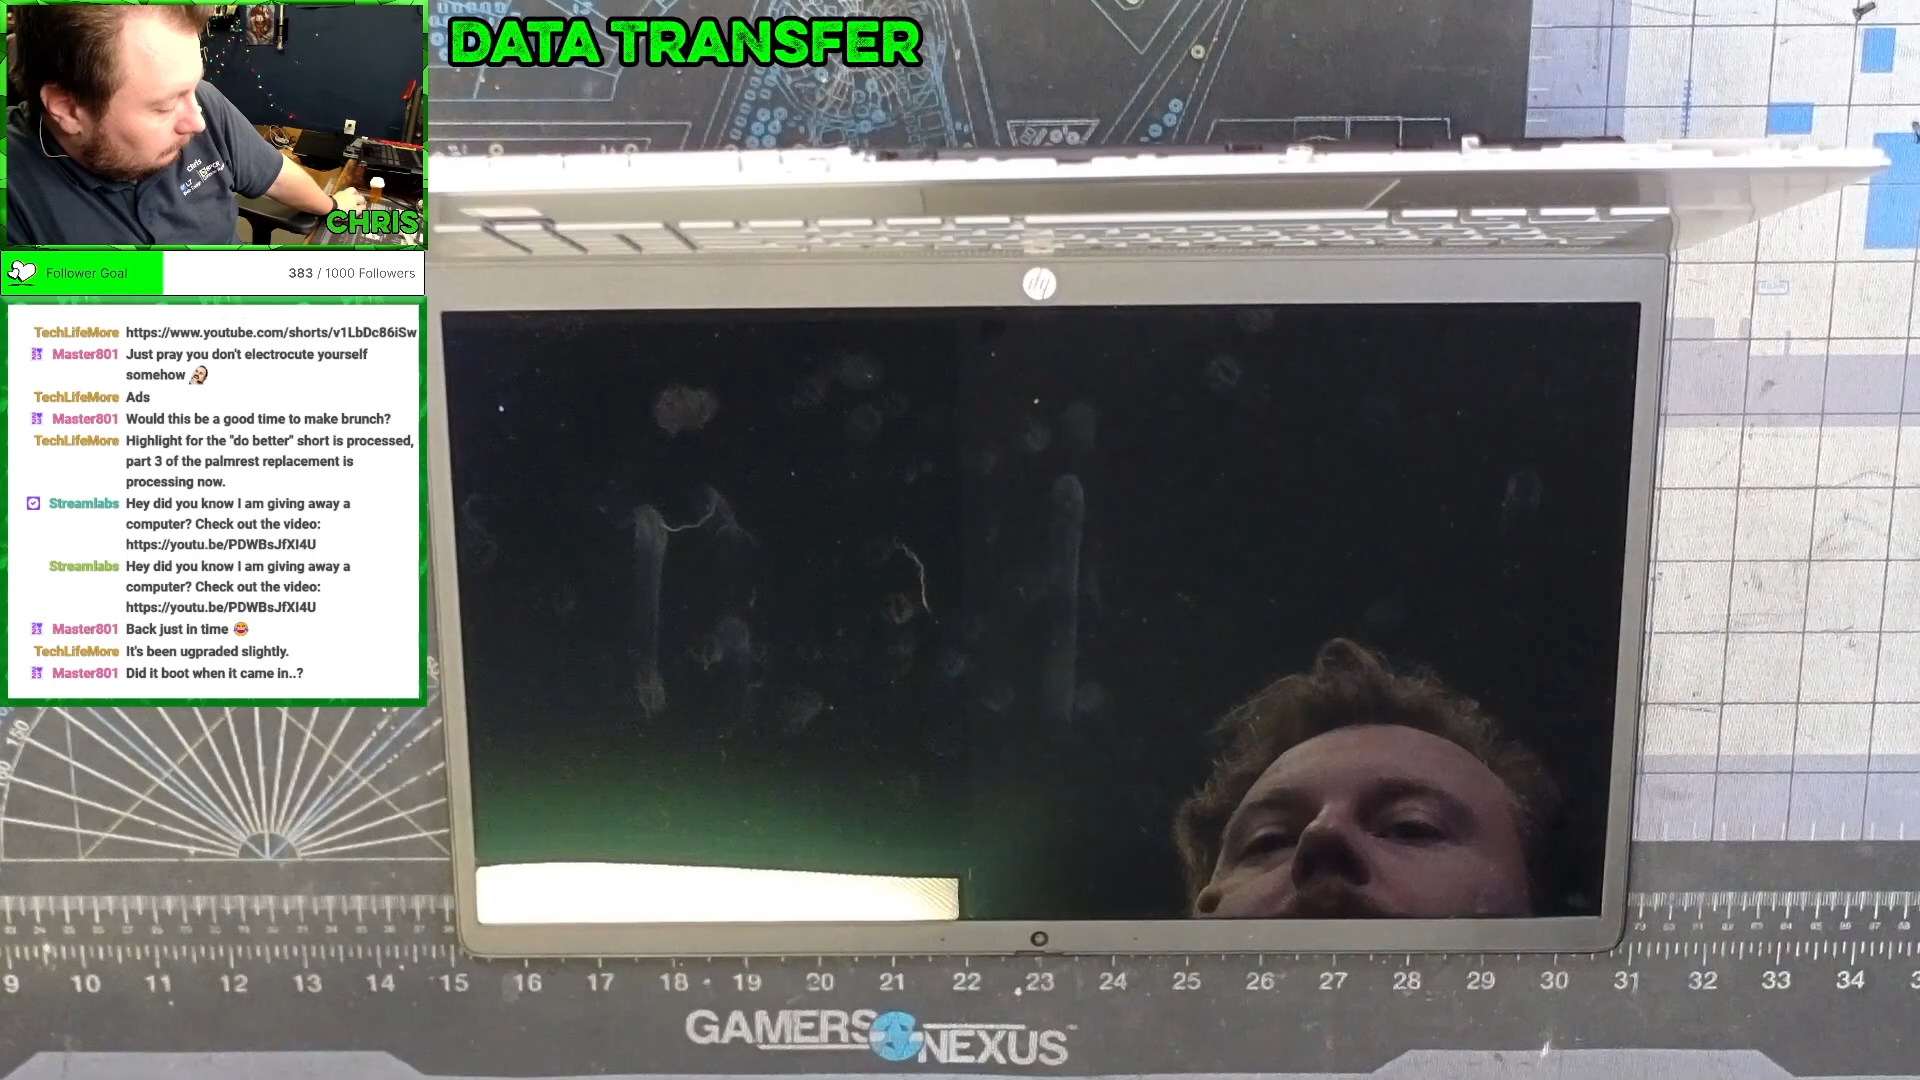 DATA TRANSFER
Chris
CHRIS
Follower Goal
383 / 1000 Followers
TechLifeMore https://www.youtube.com/shorts/v1LbDc86iSw
Master801 Just pray you don't electrocute yourself
somehow
TechLifeMore Ads
Master801 Would this be a good time to make brunch?
TechLifeMore Highlight for the "do better" short is processed,
part 3 of the palmrest replacement is
processing now.
Streamlabs Hey did you know I am giving away a
computer? Check out the video:
https://youtu.be/PDWBsJfXI4U
Streamlabs Hey did you know I am giving away a
computer? Check out the video:
https://youtu.be/PDWBsJfXI4U
Master801 Back just in time 😂
TechLifeMore It's been ugpraded slightly.
Master801 Did it boot when it came in..?
hp
150
9 10 11 12 13 14 15 16 17 18 19 20 21 22 23 24 25 26 27 28 29 30 31 32 33 34
GAMERS NEXUS